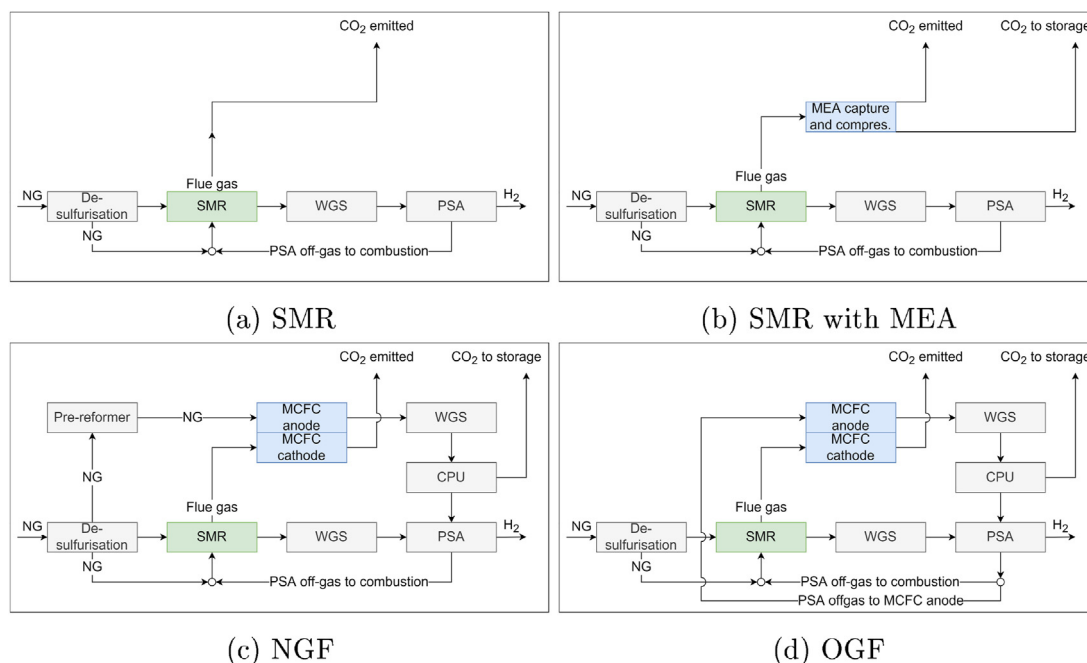 CO₂ emitted
Flue gas
NG
De-
sulfurisation
SMR
WGS
PSA
H₂
NG
PSA off-gas to combustion
(a) SMR
CO₂ emitted
CO₂ to storage
MEA capture
and compres.
Flue gas
NG
De-
sulfurisation
SMR
WGS
PSA
H₂
NG
PSA off-gas to combustion
(b) SMR with MEA
CO₂ emitted
CO₂ to storage
Pre-reformer
NG
MCFC
anode
MCFC
cathode
WGS
CPU
NG
Flue gas
NG
De-
sulfurisation
SMR
WGS
PSA
H₂
NG
PSA off-gas to combustion
(c) NGF
CO₂ emitted
CO₂ to storage
MCFC
anode
MCFC
cathode
WGS
CPU
Flue gas
NG
De-
sulfurisation
SMR
WGS
PSA
H₂
NG
PSA off-gas to combustion
PSA offgas to MCFC anode
(d) OGF